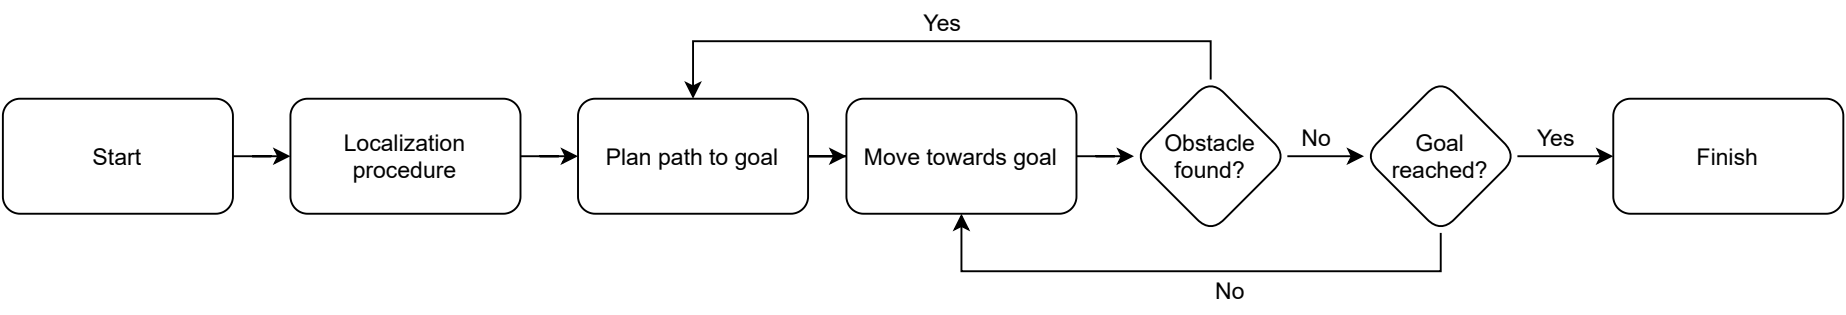 Yes
Start
Localization
procedure
Plan path to goal
Move towards goal
Obstacle
found?
No
Goal
reached?
Yes
Finish
No